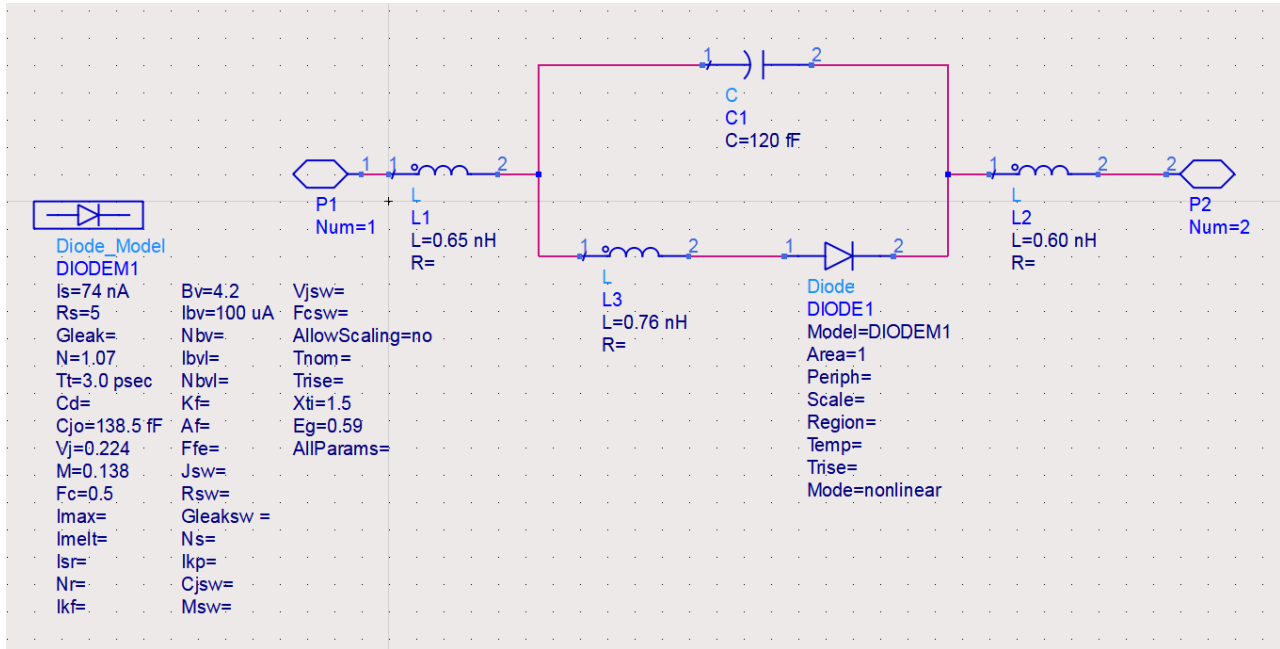 1 2
C
C1
C=120 fF
1 1 2
P1
Num=1
L
L1
L=0.65 nH
R=
1 2 2
L
L2
L=0.60 nH
R=
P2
Num=2
1 2
L
L3
L=0.76 nH
R=
1 2
Diode
DIODE1
Model=DIODEM1
Area=1
Periph=
Scale=
Region=
Temp=
Trise=
Mode=nonlinear
Diode_Model
DIODEM1
Is=74 nA
Rs=5
Gleak=
N=1.07
Tt=3.0 psec
Cd=
Cjo=138.5 fF
Vj=0.224
M=0.138
Fc=0.5
Imax=
Imelt=
Isr=
Nr=
Ikf=
Bv=4.2
Ibv=100 uA
Nbv=
Ibvl=
Nbvl=
Kf=
Af=
Ffe=
Jsw=
Rsw=
Gleaksw =
Ns=
Ikp=
Cjsw=
Msw=
Vjsw=
Fcsw=
AllowScaling=no
Tnom=
Trise=
Xti=1.5
Eg=0.59
AllParams=